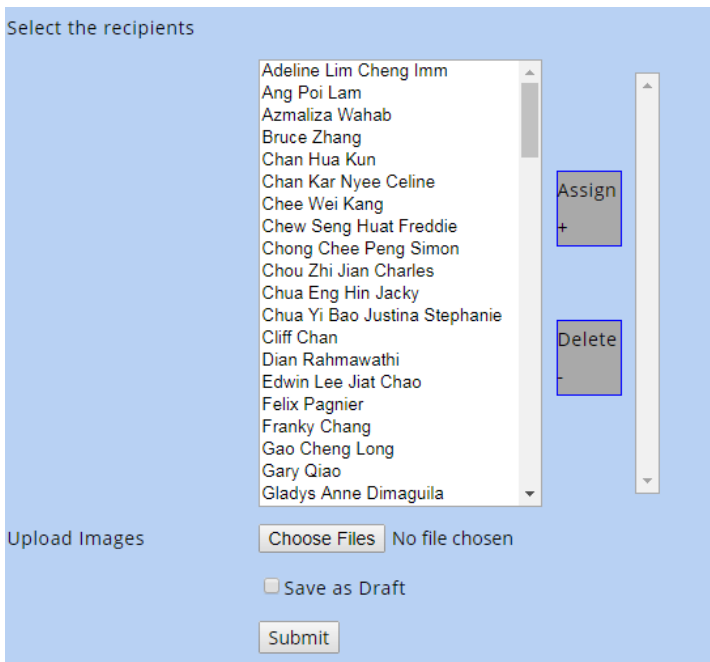 Select the recipients
Adeline Lim Cheng Imm
Ang Poi Lam
Azmaliza Wahab
Bruce Zhang
Chan Hua Kun
Chan Kar Nyee Celine
Chee Wei Kang
Chew Seng Huat Freddie
Chong Chee Peng Simon
Chou Zhi Jian Charles
Chua Eng Hin Jacky
Chua Yi Bao Justina Stephanie
Cliff Chan
Dian Rahmawathi
Edwin Lee Jiat Chao
Felix Pagnier
Franky Chang
Gao Cheng Long
Gary Qiao
Gladys Anne Dimaguila
Assign
+
Delete
-
Upload Images
Choose Files No file chosen
Save as Draft
Submit